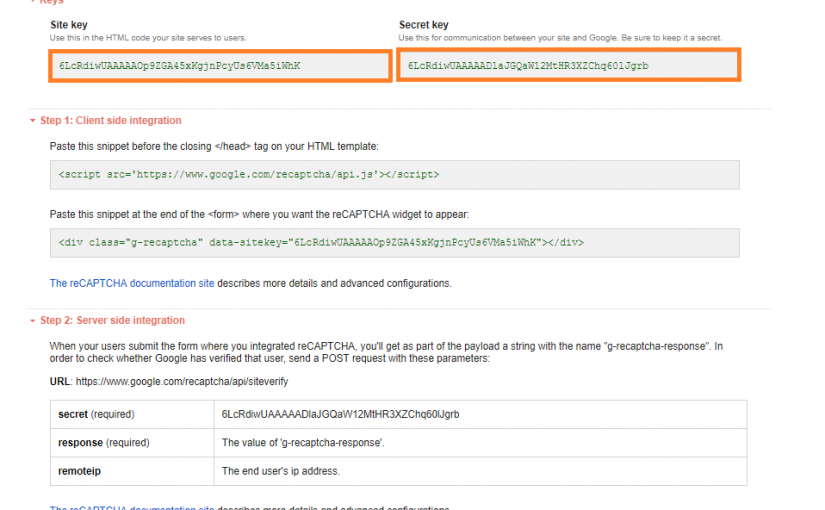 Keys
Site key
Use this in the HTML code your site serves to users.
6LcRdiwUAAAAAOp9ZGA45xKgjnPcyUs6VMa5iWhK
Secret key
Use this for communication between your site and Google. Be sure to keep it a secret.
6LcRdiwUAAAAADlaJGQaW12MtHR3XZChq60lJgrb
Step 1: Client side integration
Paste this snippet before the closing </head> tag on your HTML template:
<script src='https://www.google.com/recaptcha/api.js'></script>
Paste this snippet at the end of the <form> where you want the reCAPTCHA widget to appear:
<div class="g-recaptcha" data-sitekey="6LcRdiwUAAAAAOp9ZGA45xKgjnPcyUs6VMa5iWhK"></div>
The reCAPTCHA documentation site describes more details and advanced configurations.
Step 2: Server side integration
When your users submit the form where you integrated reCAPTCHA, you'll get as part of the payload a string with the name "g-recaptcha-response". In
order to check whether Google has verified that user, send a POST request with these parameters:
URL: https://www.google.com/recaptcha/api/siteverify
secret (required) 6LcRdiwUAAAAADlaJGQaW12MtHR3XZChq60lJgrb
response (required) The value of 'g-recaptcha-response'.
remoteip The end user's ip address.
The reCAPTCHA documentation site describes more details and advanced configurations.